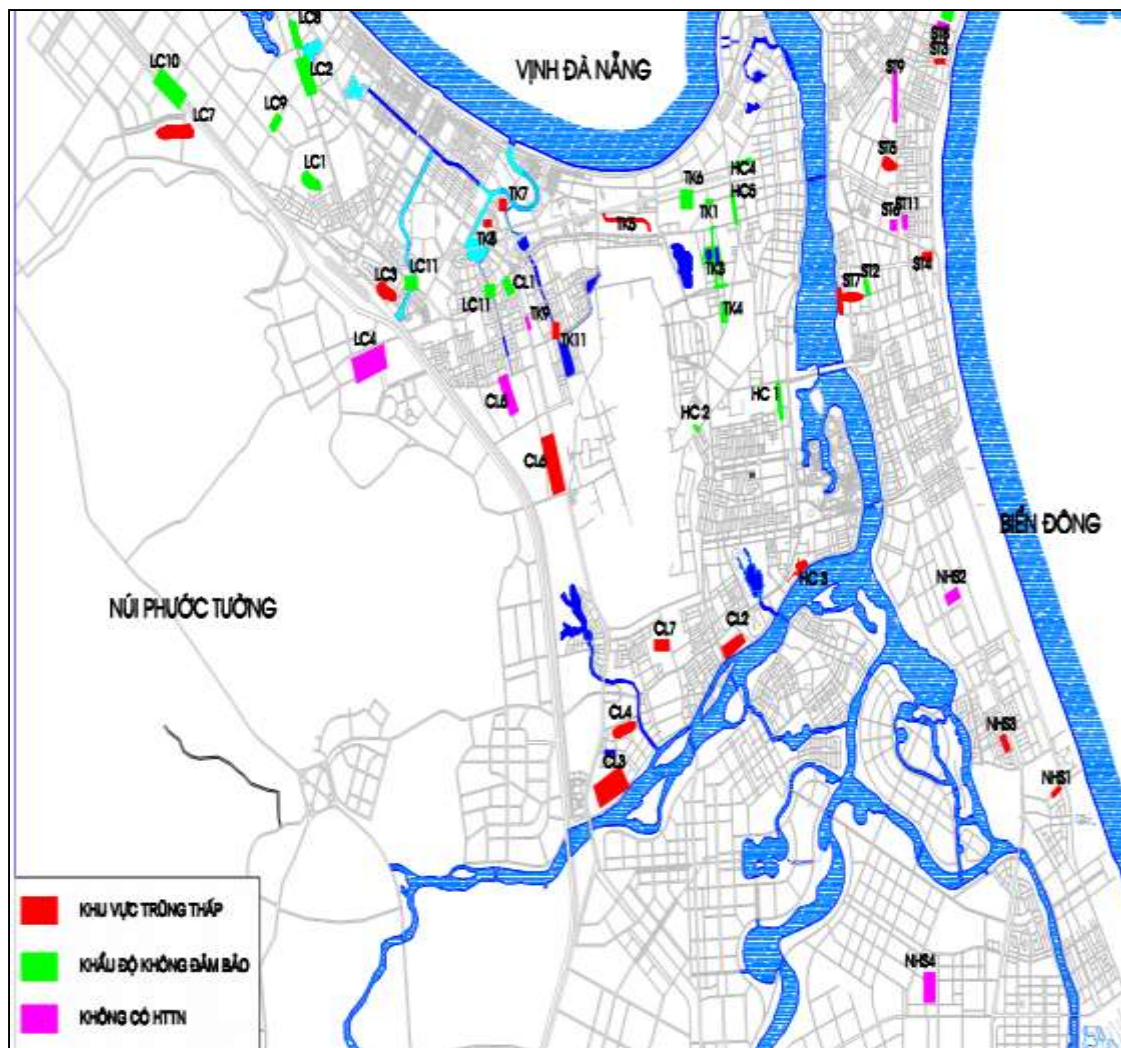 LC8
VỊNH ĐÀ NẴNG
LC10
LC2
ST9
ST3
LC7
LC9
LC1
ST5
HC4
TK6
HC5
TK7
TK1
TK5
TK8
ST6
ST11
ST4
LC3
LC11
LC11
CL1
TK3
ST7
ST2
TK9
TK4
TK11
LC4
CL5
HC 1
HC 2
CL6
BIỂN ĐÔNG
HC 3
NHS2
NÚI PHƯỚC TƯỜNG
CL7
CL2
CL4
NHS3
CL3
NHS1
KHU VỰC TRŨNG THẤP
KHẨU ĐỘ KHÔNG ĐẢM BẢO
KHÔNG CÓ HTTN
NHS4